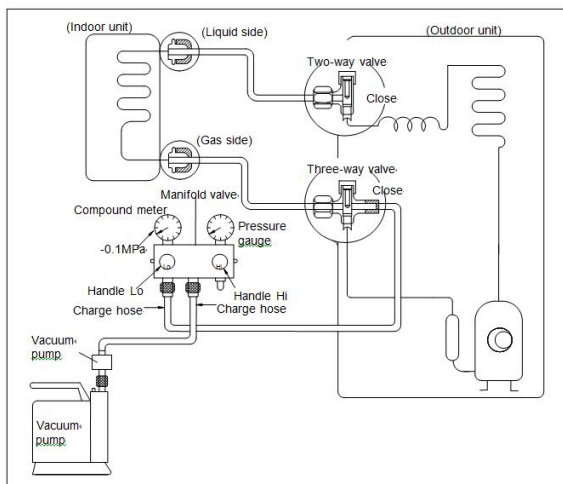 (Indoor unit)
(Liquid side)
(Outdoor unit)
Two-way valve
Close
(Gas side)
Three-way valve
Close
Manifold valve
Compound meter
Pressure
gauge
-0.1MPa
Lo
Hi
Handle Lo
Handle Hi
Charge hose
Charge hose
Vacuum
pump
Vacuum
pump